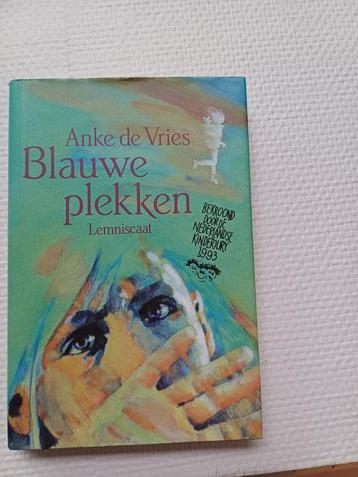 Anke de Vries
Blauwe
plekken
Lemniscaat
BEKROOND
DOOR DE
NEDERLANDSE
KINDERJURY
1993